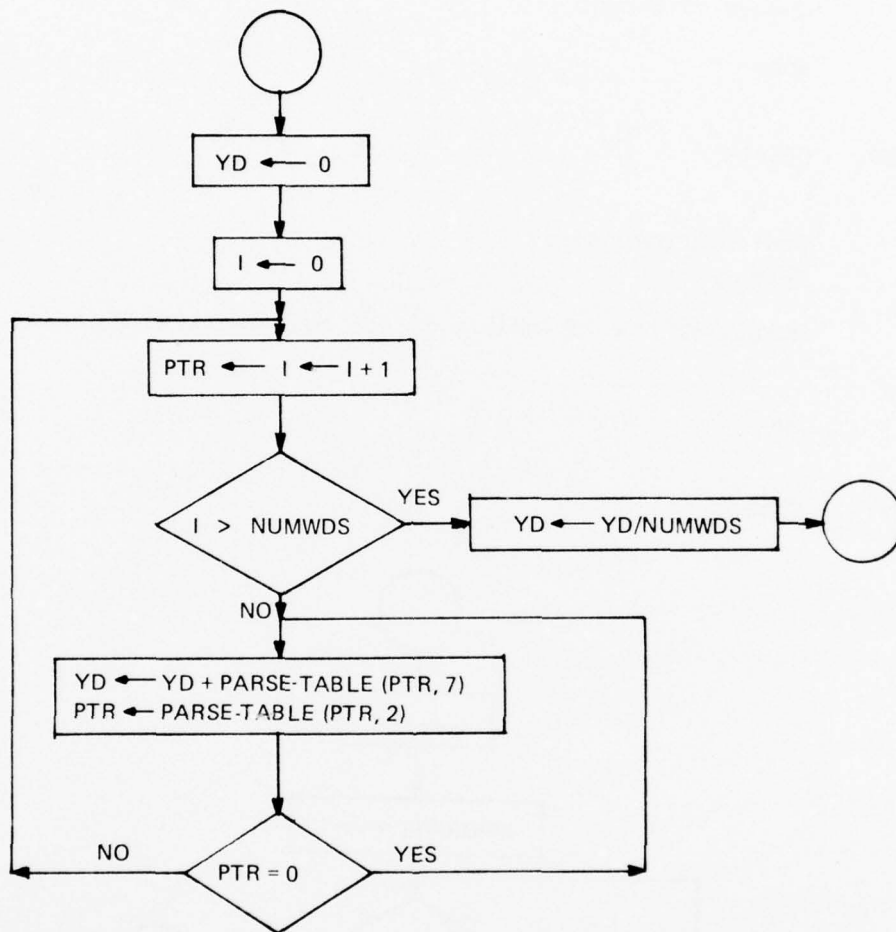 YD ← 0
I ← 0
PTR ← I ← I + 1
I > NUMWDS
YES
YD ← YD/NUMWDS
NO
YD ← YD + PARSE-TABLE (PTR, 7)
PTR ← PARSE-TABLE (PTR, 2)
NO
PTR = 0
YES